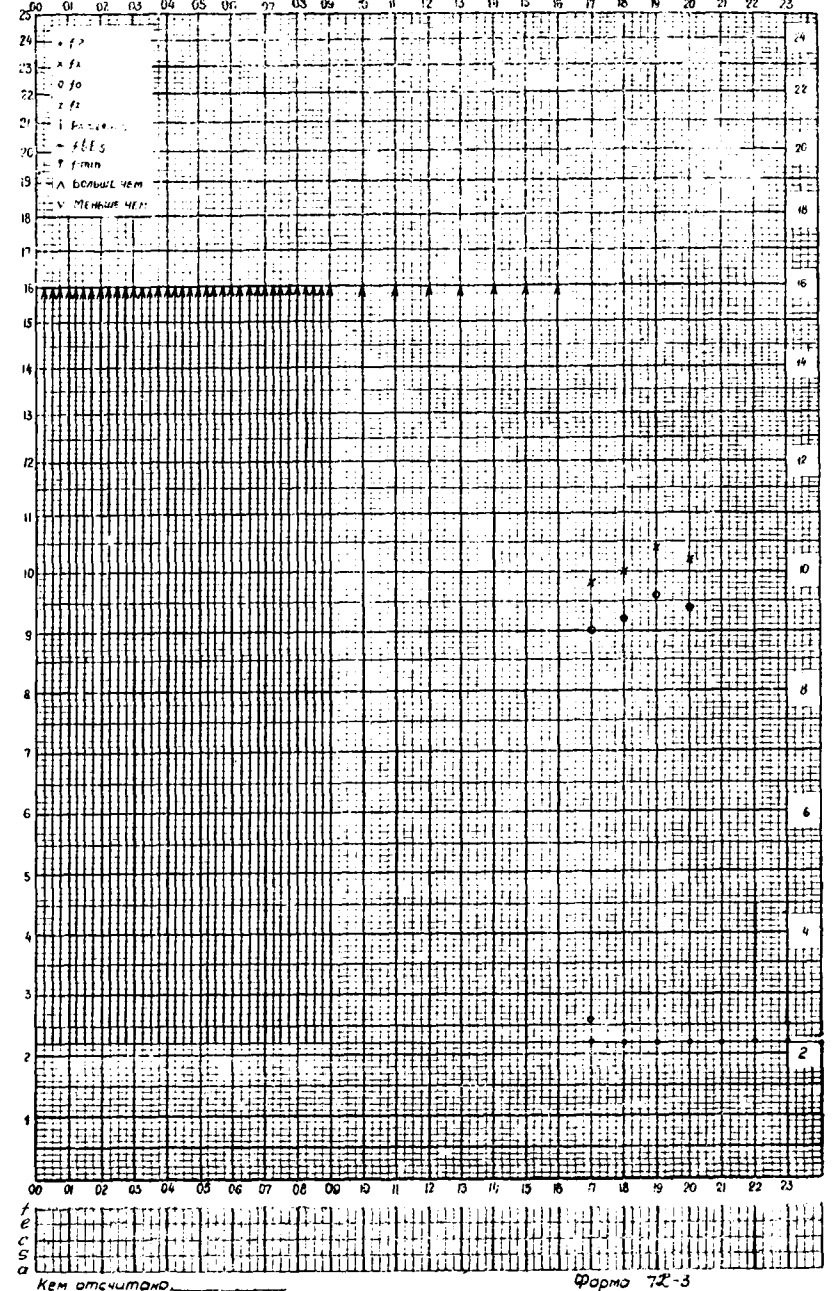 00 01 02 03 04 05 06 07 08 09 10 11 12 13 14 15 16 17 18 19 20 21 22 23
25
24 24
23
22 22
21
20 20
19
18 18
17
16 16
15
14 14
13
12 12
11
10 10
9
8 8
7
6 6
5
4 4
3
2 2
1
x fx
o fo
z fz
f min
Λ БОЛЬШЕ ЧЕМ
V МЕНЬШЕ ЧЕМ
00 01 02 03 04 05 06 07 08 09 10 11 12 13 14 15 16 17 18 19 20 21 22 23
f
e
c
s
a
Кем отсчитано
Форма 72-3